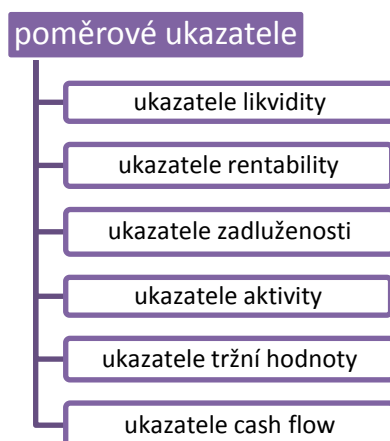 poměrové ukazatele
ukazatele likvidity
ukazatele rentability
ukazatele zadluženosti
ukazatele aktivity
ukazatele tržní hodnoty
ukazatele cash flow